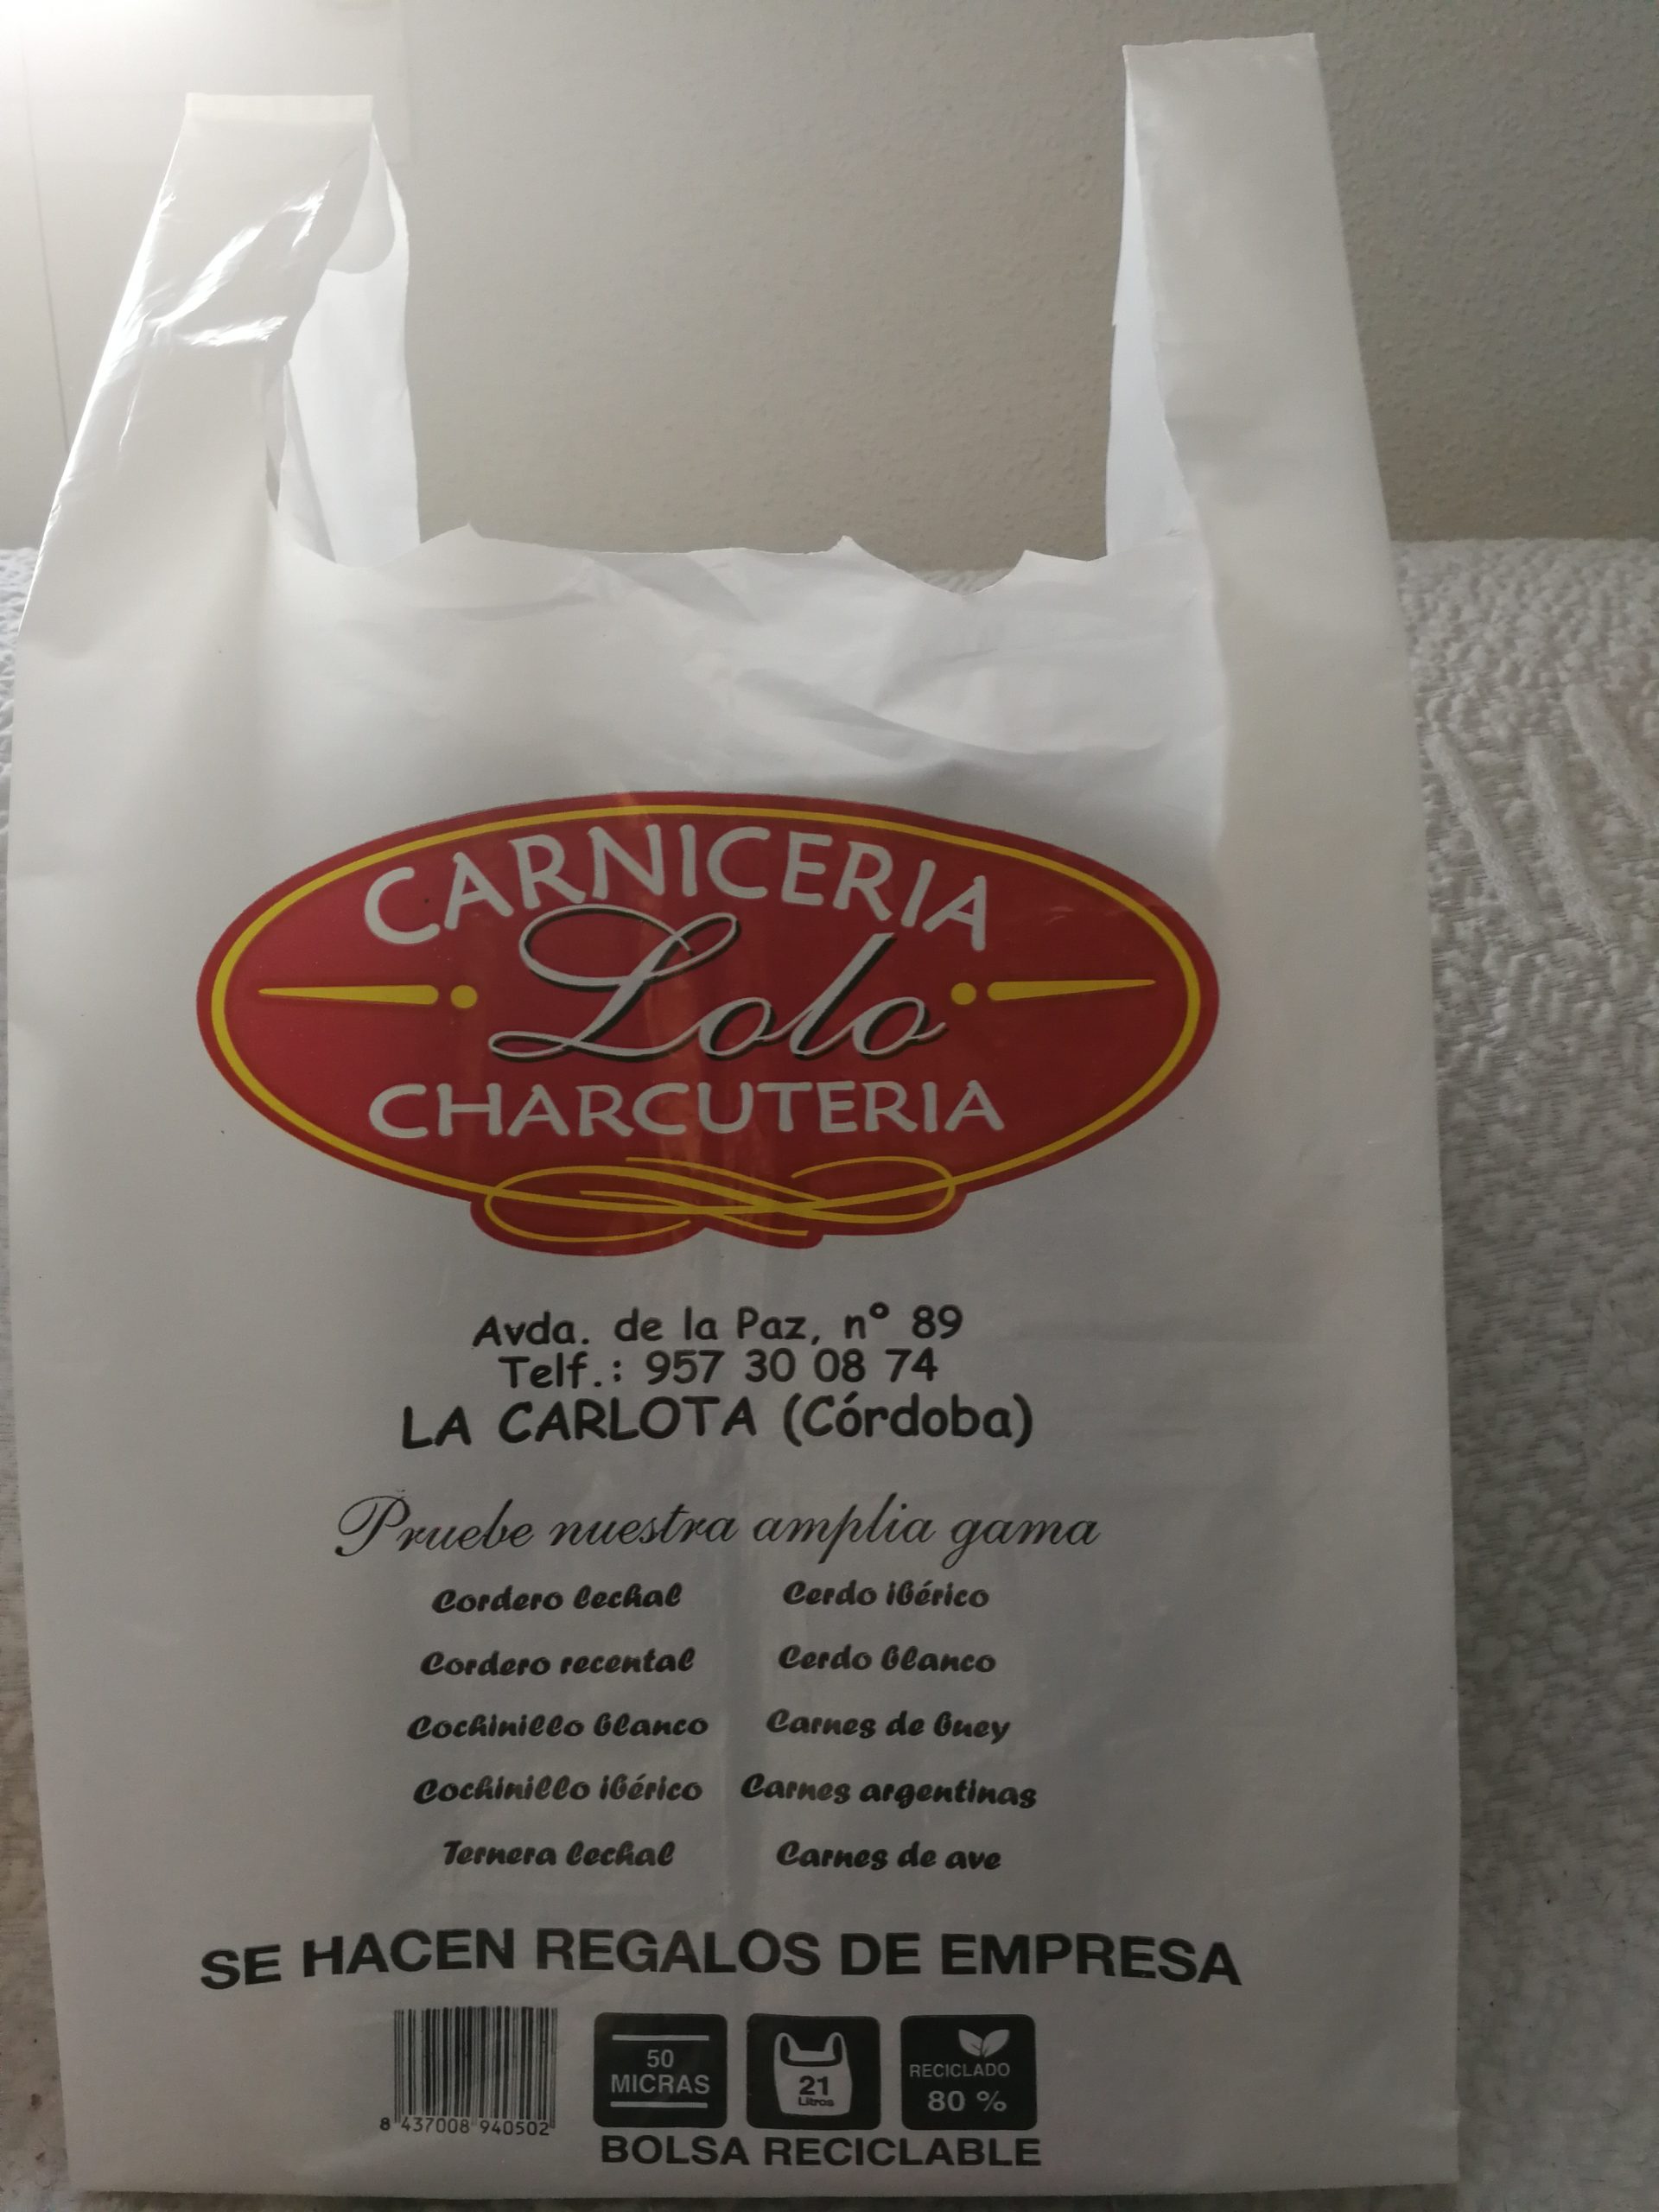 CARNICERIA
Lolo
CHARCUTERIA
Avda. de la Paz, nº 89
Telf.: 957 30 08 74
LA CARLOTA (Córdoba)
Pruebe nuestra amplia gama
Cordero lechal Cerdo ibérico
Cordero recental Cerdo blanco
Cochinillo blanco Carnes de buey
Cochinillo ibérico Carnes argentinas
Ternera lechal Carnes de ave
SE HACEN REGALOS DE EMPRESA
50
MICRAS
21
Litros
RECICLADO
80 %
8 437008 940502
BOLSA RECICLABLE